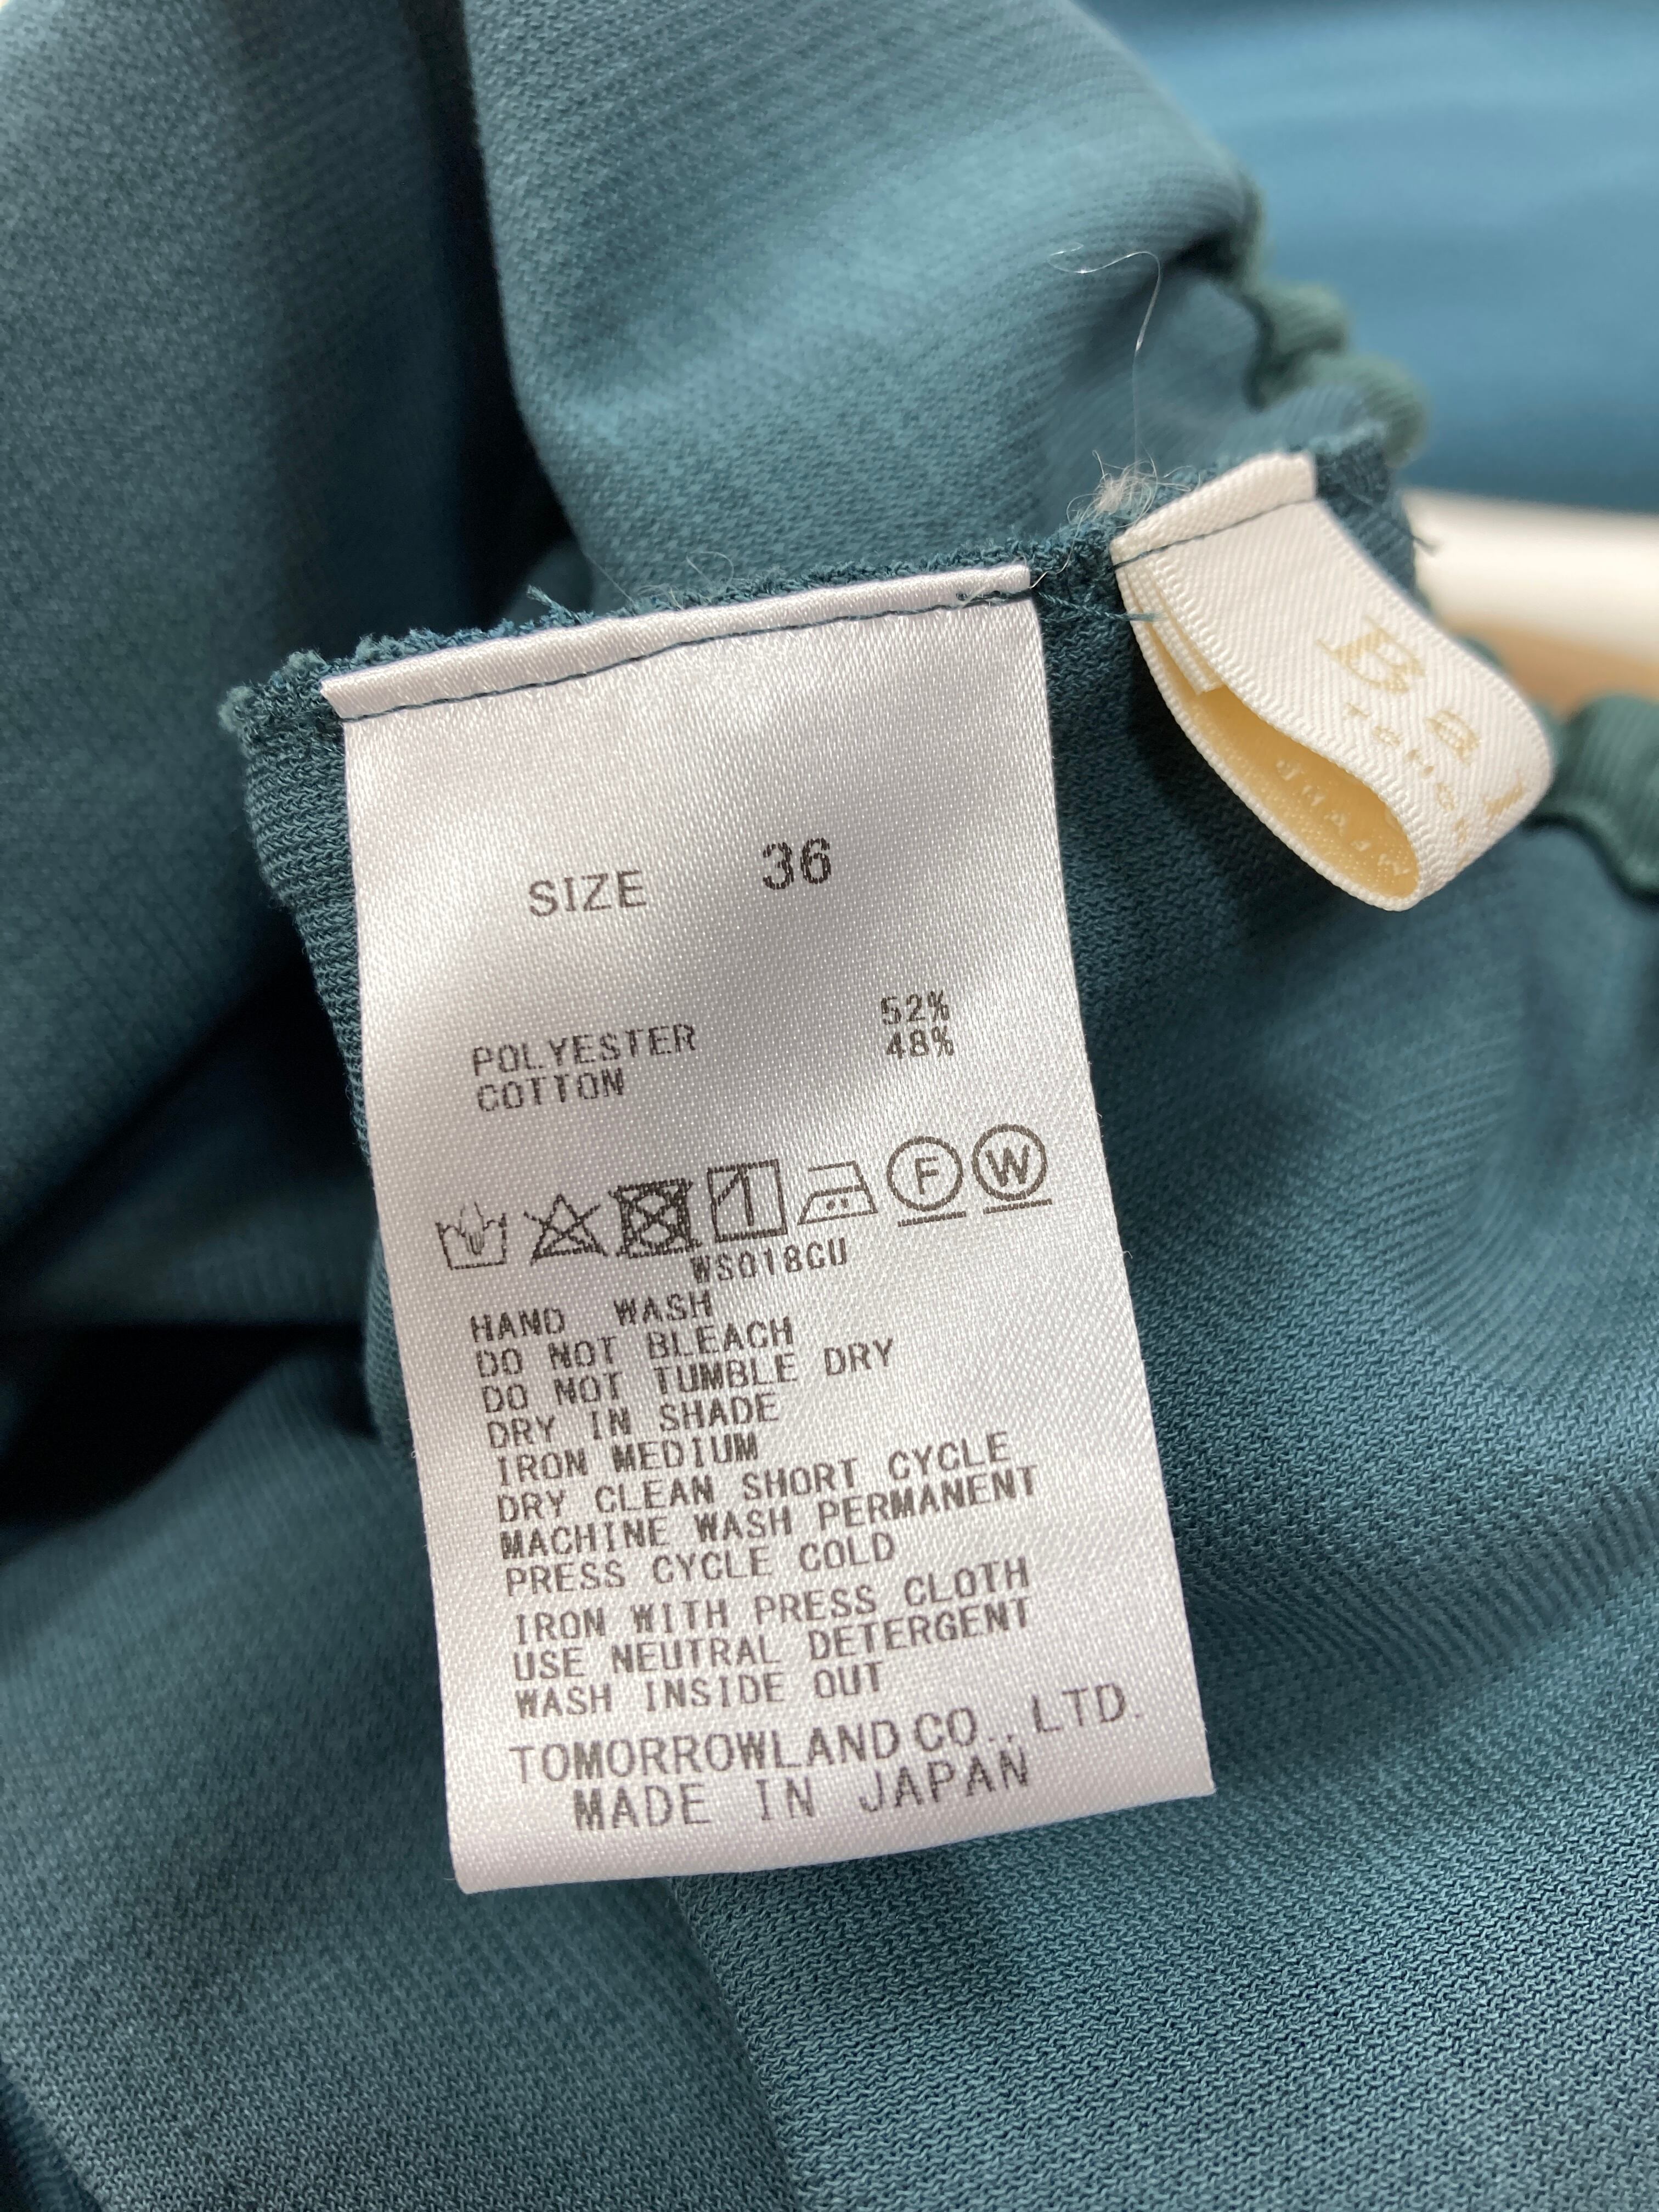 SIZE 36
POLYESTER 52%
COTTON 48%
F W
WS018CU
HAND WASH
DO NOT BLEACH
DO NOT TUMBLE DRY
DRY IN SHADE
IRON MEDIUM
DRY CLEAN SHORT CYCLE
MACHINE WASH PERMANENT
PRESS CYCLE COLD
IRON WITH PRESS CLOTH
USE NEUTRAL DETERGENT
WASH INSIDE OUT
TOMORROWLAND CO., LTD.
MADE IN JAPAN